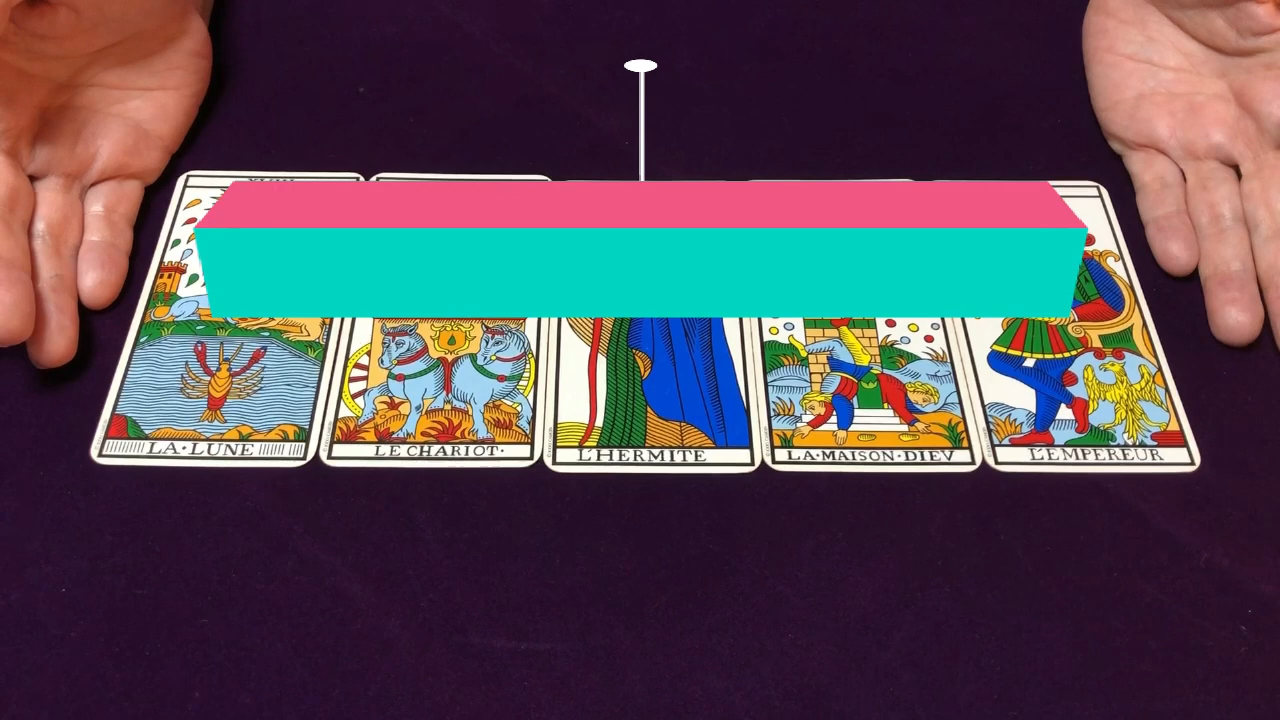 LA·LUNE
LE CHARIOT·
L'HERMITE
LA·MAISON·DIEV
L'EMPEREUR